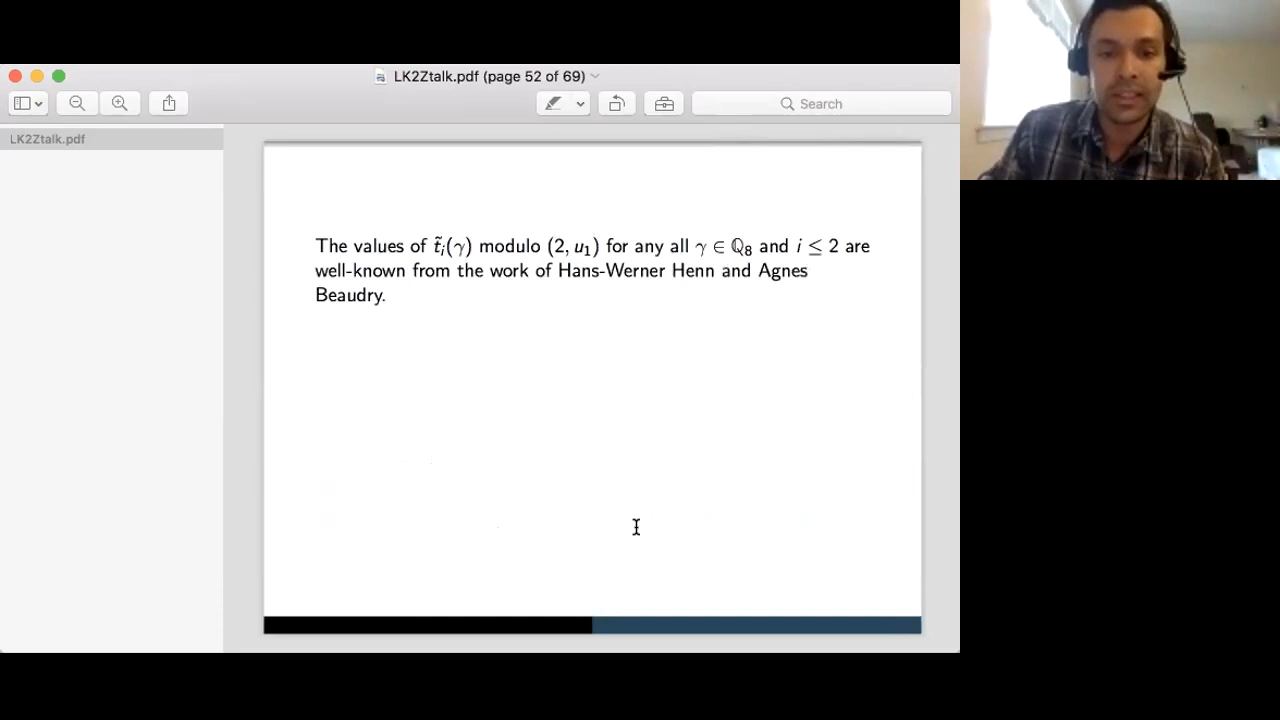 LK2Ztalk.pdf (page 52 of 69)
Search
LK2Ztalk.pdf
The values of t̃ᵢ(γ) modulo (2, u₁) for any all γ ∈ ℚ₈ and i ≤ 2 are
well-known from the work of Hans-Werner Henn and Agnes
Beaudry.